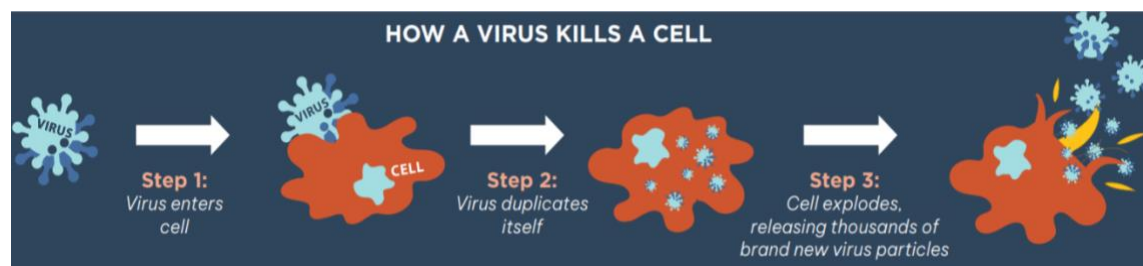 HOW A VIRUS KILLS A CELL
VIRUS
Step 1:
Virus enters
cell
VIRUS
CELL
Step 2:
Virus duplicates
itself
Step 3:
Cell explodes,
releasing thousands of
brand new virus particles